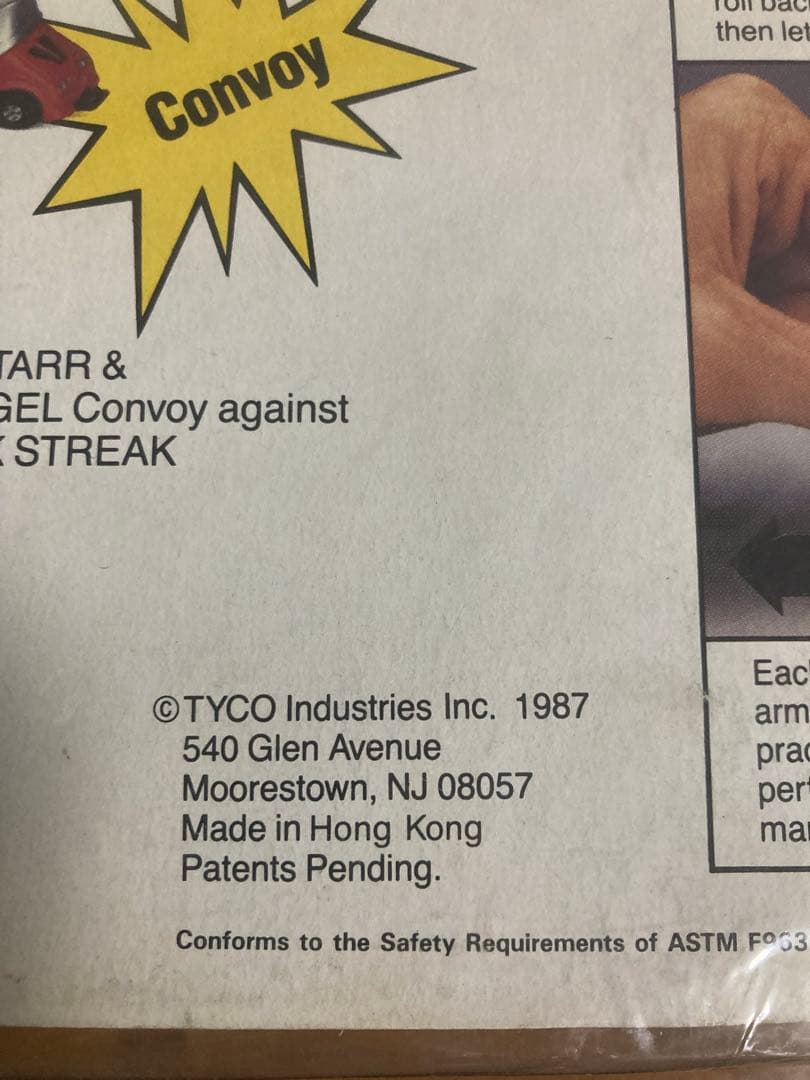 Convoy
then let
TARR &
GEL Convoy against
STREAK
©TYCO Industries Inc. 1987
540 Glen Avenue
Moorestown, NJ 08057
Made in Hong Kong
Patents Pending.
Conforms to the Safety Requirements of ASTM F963
Eac
arm
prac
per
ma